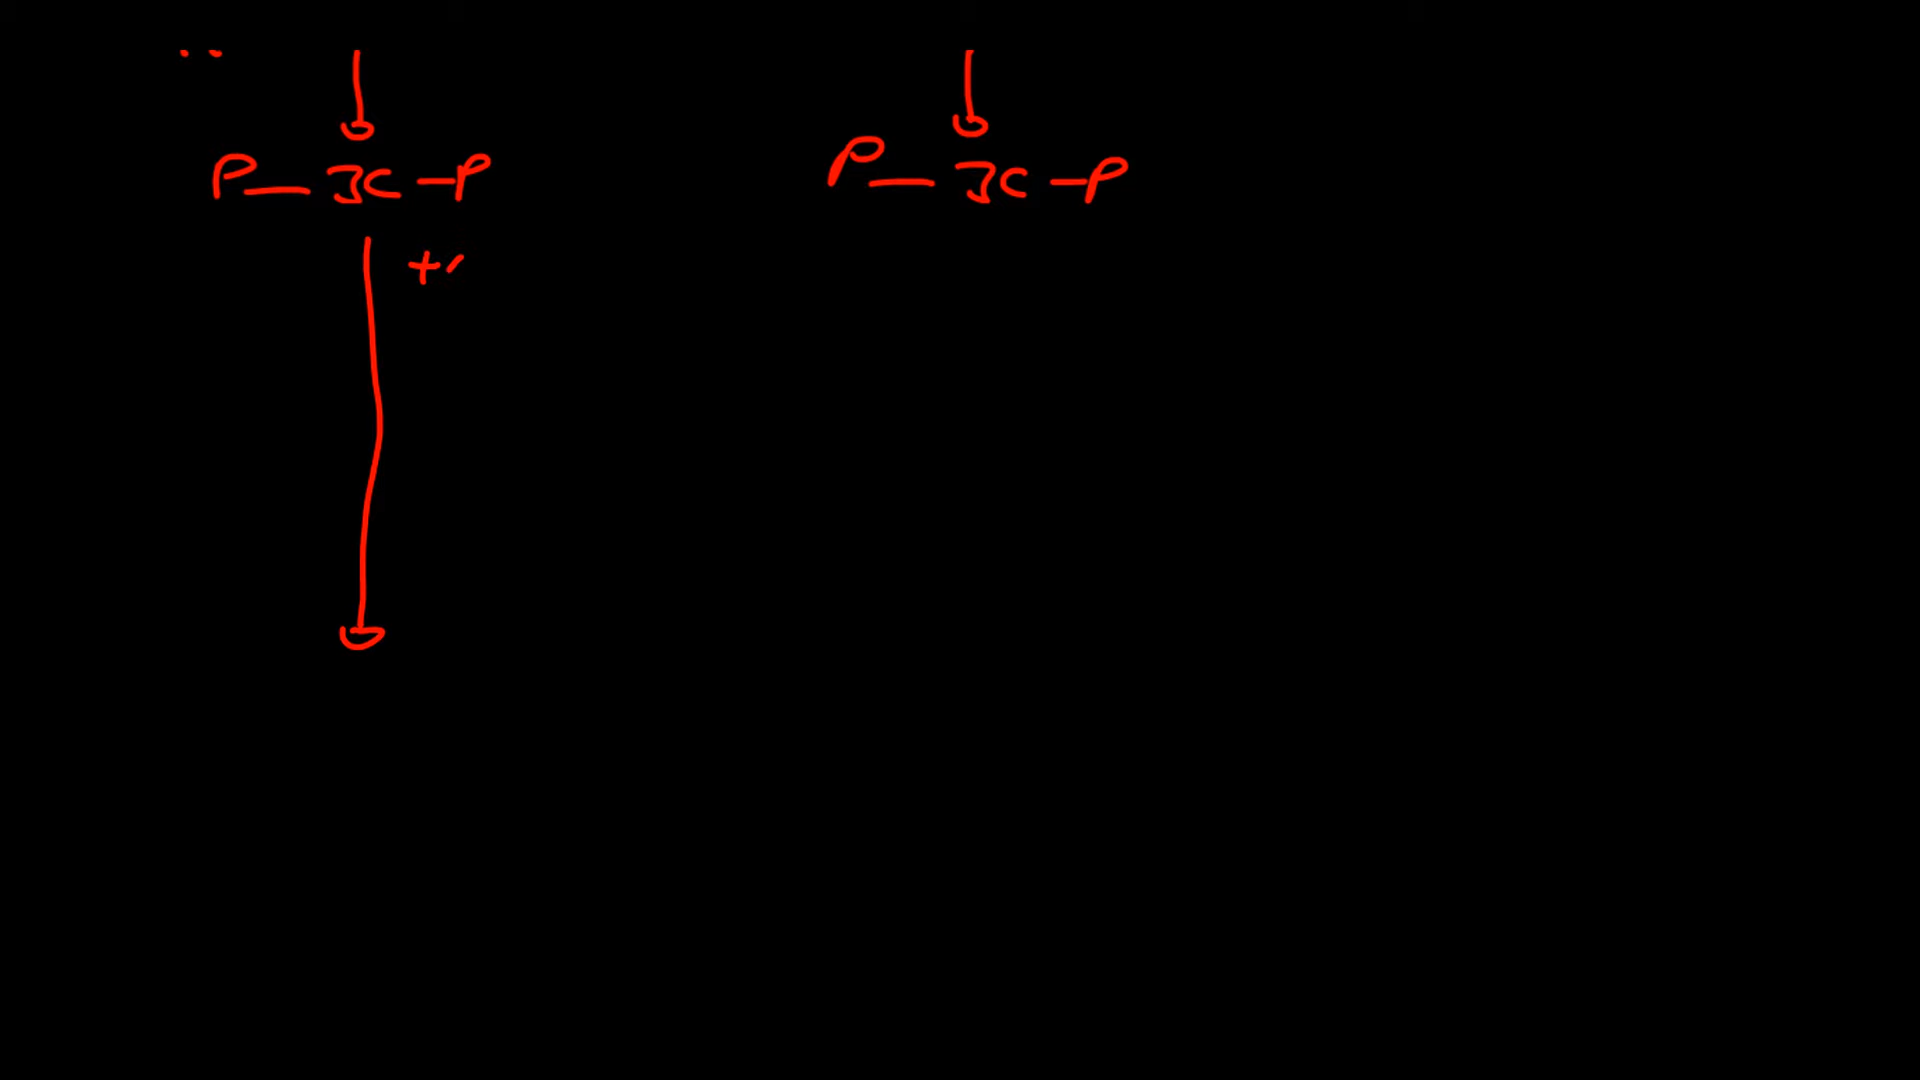 P — 3C — P P — 3C — P
+